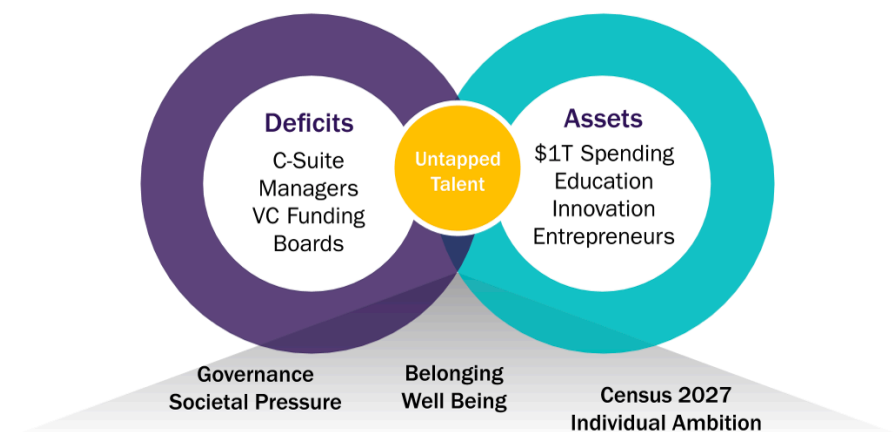 Deficits
C-Suite
Managers
VC Funding
Boards
Untapped
Talent
Assets
$1T Spending
Education
Innovation
Entrepreneurs
Governance
Societal Pressure
Belonging
Well Being
Census 2027
Individual Ambition